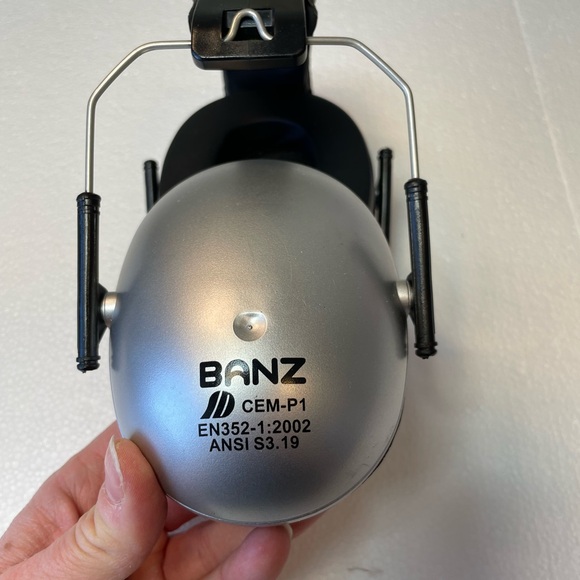 BANZ
CEM-P1
EN352-1:2002
ANSI S3.19